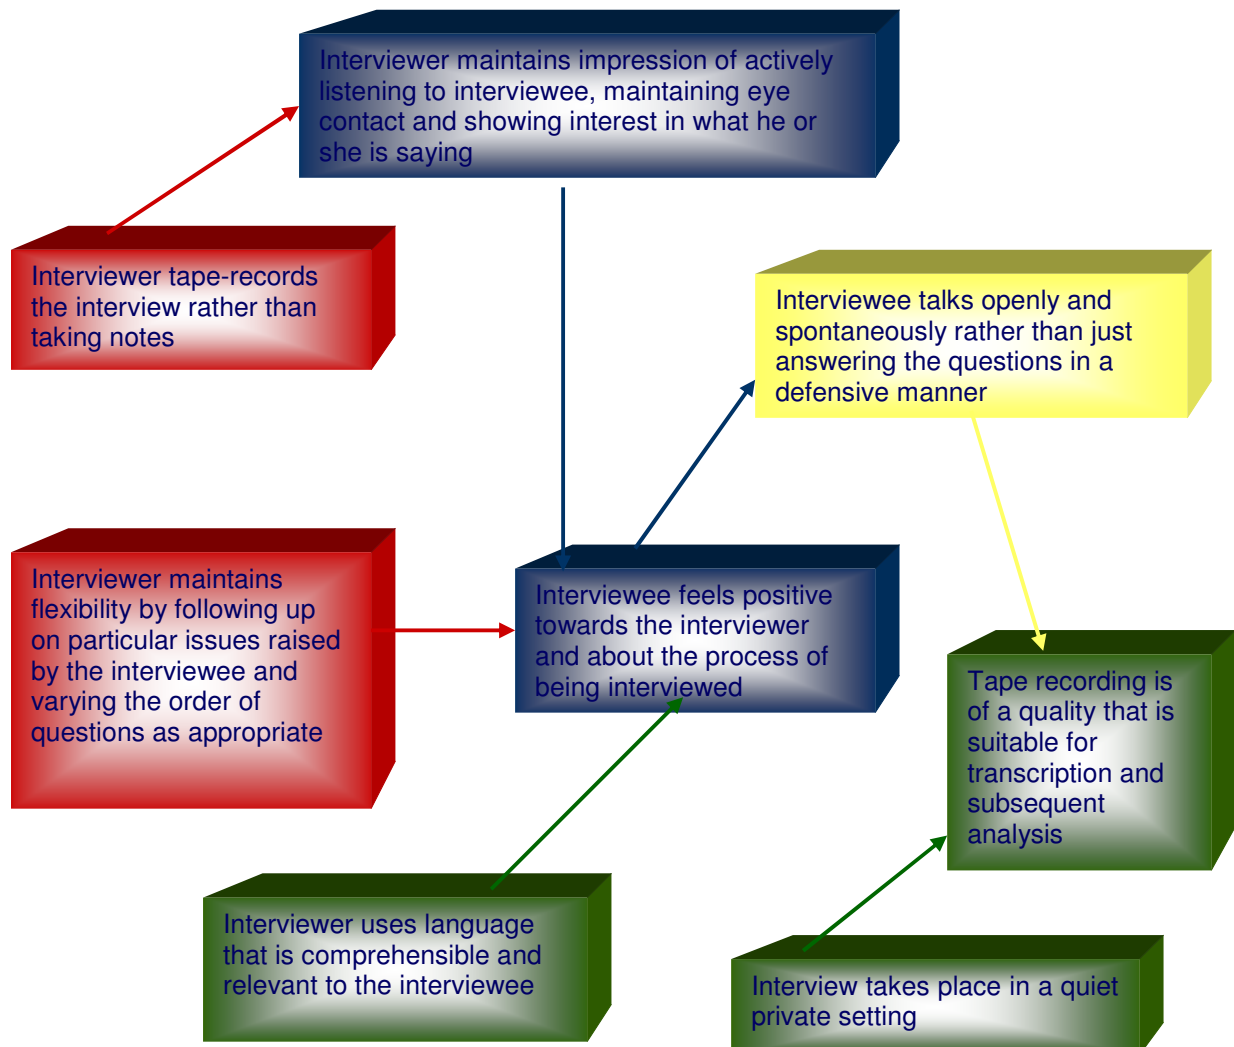 Interviewer maintains impression of actively
listening to interviewee, maintaining eye
contact and showing interest in what he or
she is saying
Interviewer tape-records
the interview rather than
taking notes
Interviewee talks openly and
spontaneously rather than just
answering the questions in a
defensive manner
Interviewer maintains
flexibility by following up
on particular issues raised
by the interviewee and
varying the order of
questions as appropriate
Interviewee feels positive
towards the interviewer
and about the process of
being interviewed
Tape recording is
of a quality that is
suitable for
transcription and
subsequent
analysis
Interviewer uses language
that is comprehensible and
relevant to the interviewee
Interview takes place in a quiet
private setting